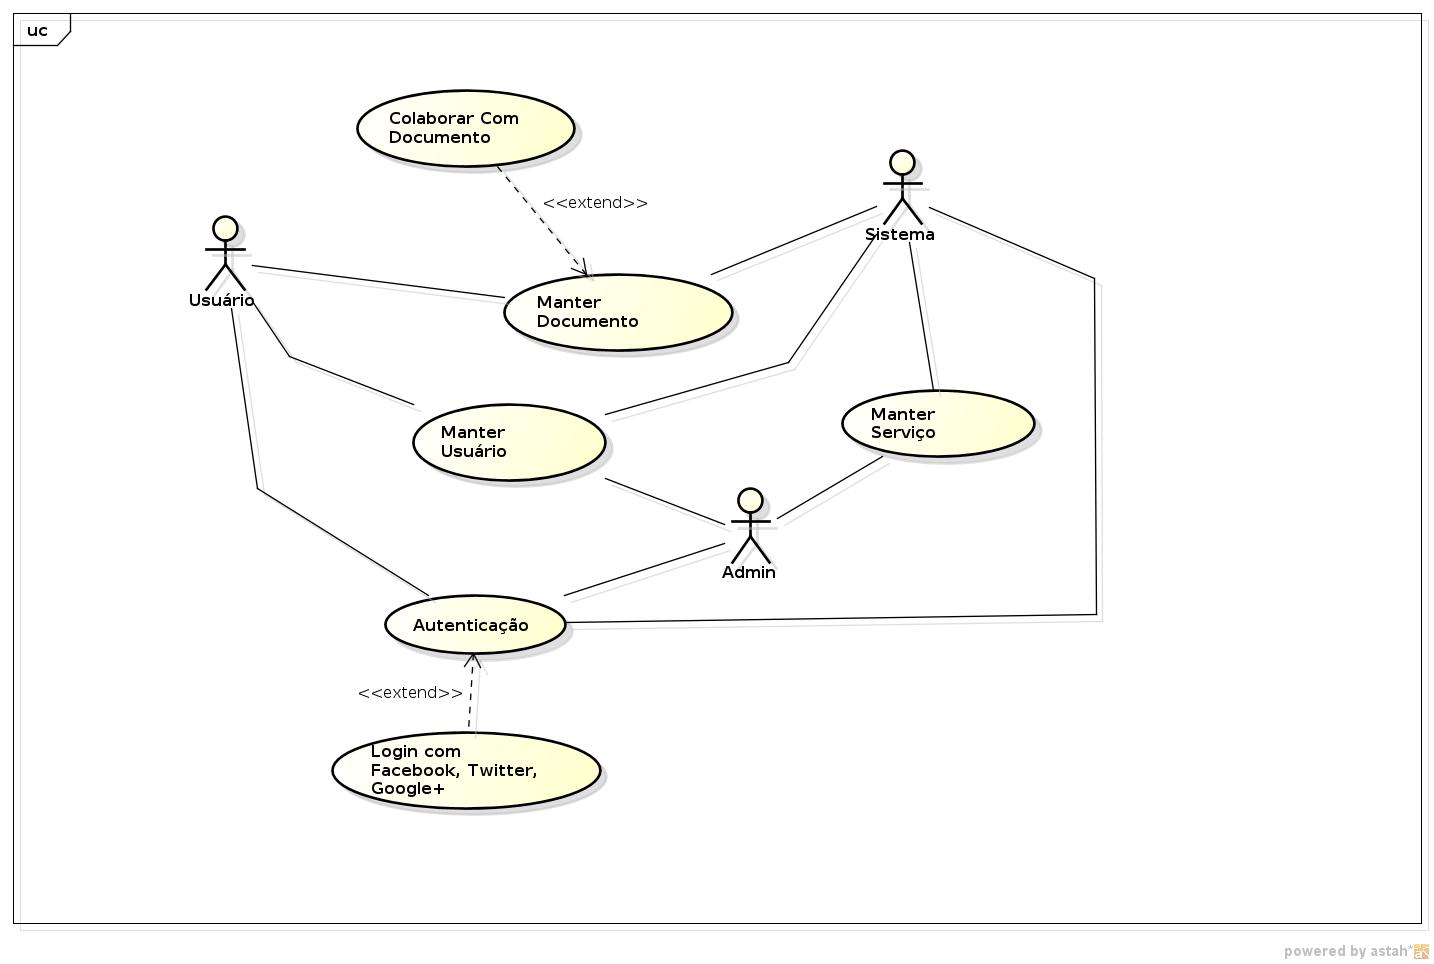 uc
Colaborar Com
Documento
<<extend>>
Sistema
Usuário
Manter
Documento
Manter
Usuário
Manter
Serviço
Admin
Autenticação
<<extend>>
Login com
Facebook, Twitter,
Google+
powered by astah*